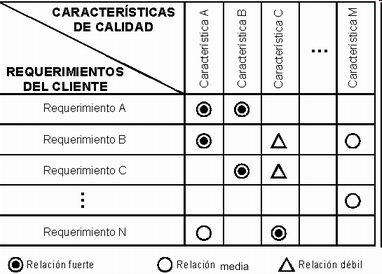 CARACTERÍSTICAS
DE CALIDAD
REQUERIMIENTOS
DEL CLIENTE
Característica A
Característica B
Característica C
...
Característica M
Requerimiento A
Requerimiento B
Requerimiento C
Requerimiento N
Relación fuerte
Relación media
Relación débil